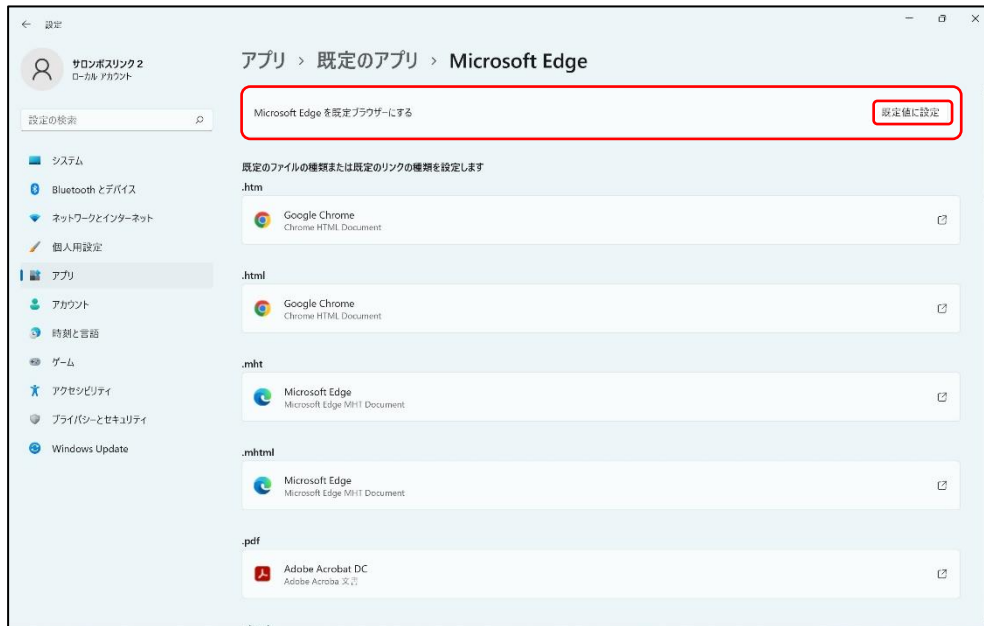 設定
サロンボスリンク２
ローカル アカウント
設定の検索
システム
Bluetooth とデバイス
ネットワークとインターネット
個人用設定
アプリ
アカウント
時刻と言語
ゲーム
アクセシビリティ
プライバシーとセキュリティ
Windows Update
アプリ › 既定のアプリ › Microsoft Edge
Microsoft Edge を既定ブラウザーにする
既定値に設定
既定のファイルの種類または既定のリンクの種類を設定します
.htm
Google Chrome
Chrome HTML Document
.html
Google Chrome
Chrome HTML Document
.mht
Microsoft Edge
Microsoft Edge MHT Document
.mhtml
Microsoft Edge
Microsoft Edge MHT Document
.pdf
Adobe Acrobat DC
Adobe Acroba 文書